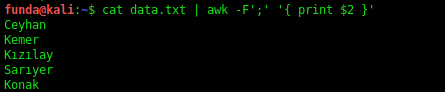 funda@kali:~$ cat data.txt | awk -F';' '{ print $2 }'
Ceyhan
Kemer
Kızılay
Sarıyer
Konak